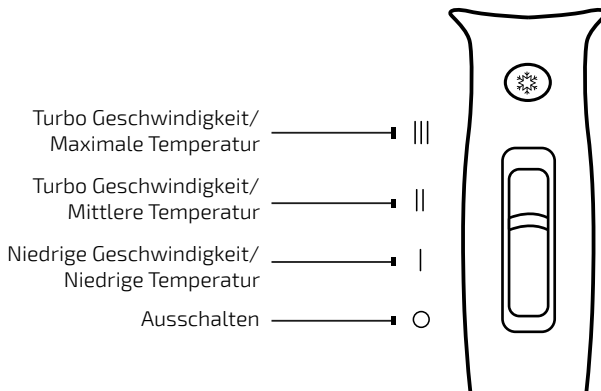 Turbo Geschwindigkeit/
Maximale Temperatur
|||
Turbo Geschwindigkeit/
Mittlere Temperatur
||
Niedrige Geschwindigkeit/
Niedrige Temperatur
|
Ausschalten